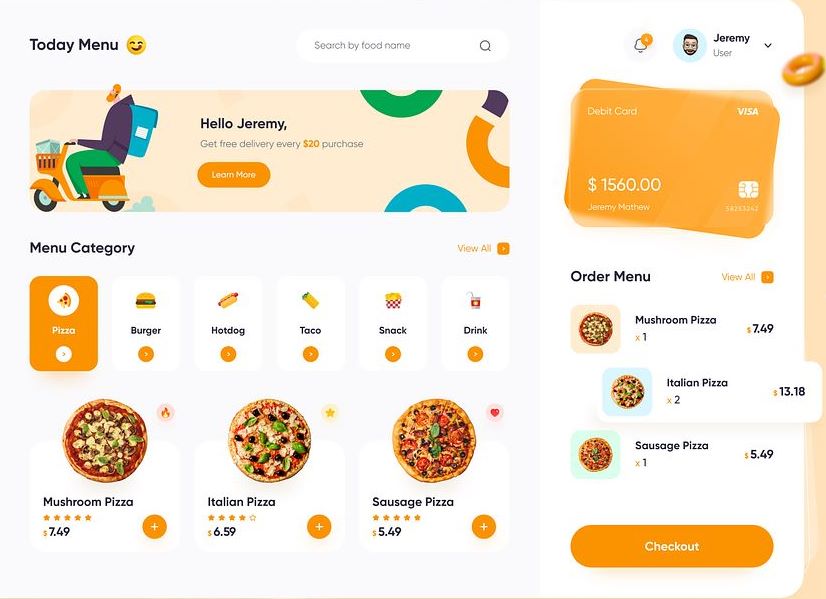 Today Menu
Search by food name
4
Jeremy
User
Hello Jeremy,
Get free delivery every $20 purchase
Learn More
Debit Card
VISA
$ 1560.00
Jeremy Mathew
Menu Category
View All
Pizza
Burger
Hotdog
Taco
Snack
Drink
Mushroom Pizza
$ 7.49
Italian Pizza
$ 6.59
Sausage Pizza
$ 5.49
Order Menu
View All
Mushroom Pizza
x 1
$ 7.49
Italian Pizza
x 2
$ 13.18
Sausage Pizza
x 1
$ 5.49
Checkout